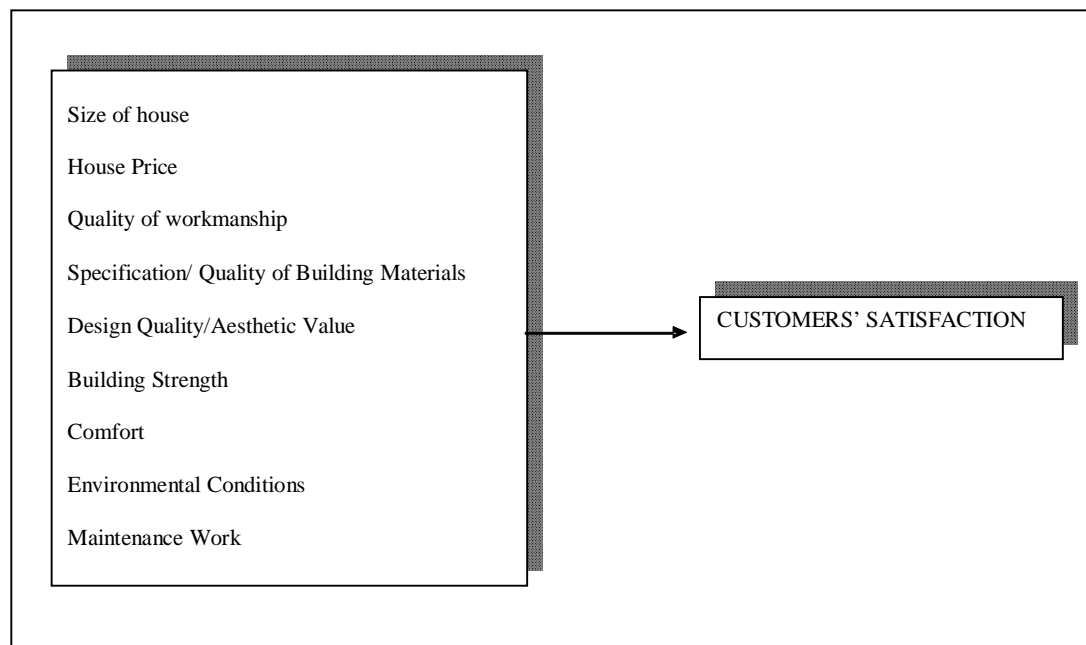 Size of house
House Price
Quality of workmanship
Specification/ Quality of Building Materials
Design Quality/Aesthetic Value
Building Strength
Comfort
Environmental Conditions
Maintenance Work
CUSTOMERS’ SATISFACTION